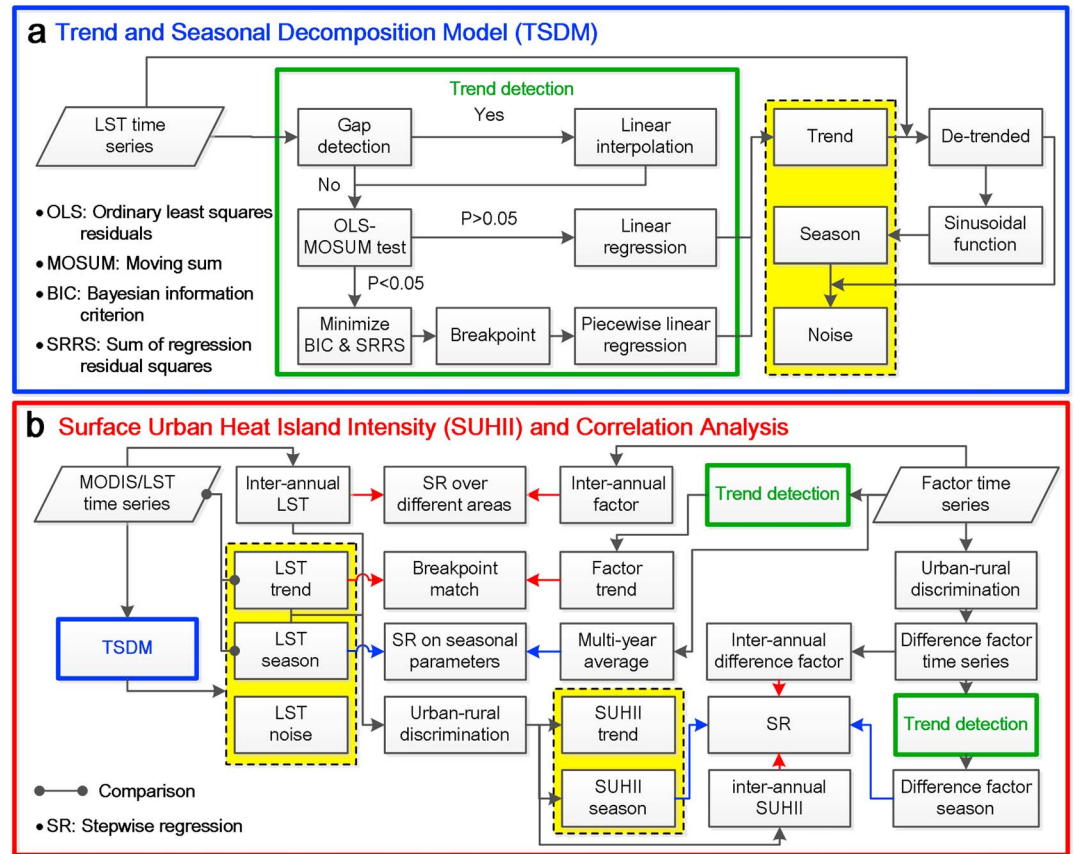 a Trend and Seasonal Decomposition Model (TSDM)
Trend detection
LST time
series
Gap
detection
Yes
Linear
interpolation
Trend
De-trended
No
• OLS: Ordinary least squares
residuals
• MOSUM: Moving sum
• BIC: Bayesian information
criterion
• SRRS: Sum of regression
residual squares
OLS-
MOSUM test
P>0.05
Linear
regression
Season
Sinusoidal
function
P<0.05
Minimize
BIC & SRRS
Breakpoint
Piecewise linear
regression
Noise
b Surface Urban Heat Island Intensity (SUHII) and Correlation Analysis
MODIS/LST
time series
Inter-annual
LST
SR over
different areas
Inter-annual
factor
Trend detection
Factor time
series
LST
trend
Breakpoint
match
Factor
trend
Urban-rural
discrimination
TSDM
LST
season
SR on seasonal
parameters
Multi-year
average
Inter-annual
difference factor
Difference factor
time series
LST
noise
Urban-rural
discrimination
SUHII
trend
SR
Trend detection
SUHII
season
inter-annual
SUHII
Difference factor
season
Comparison
• SR: Stepwise regression